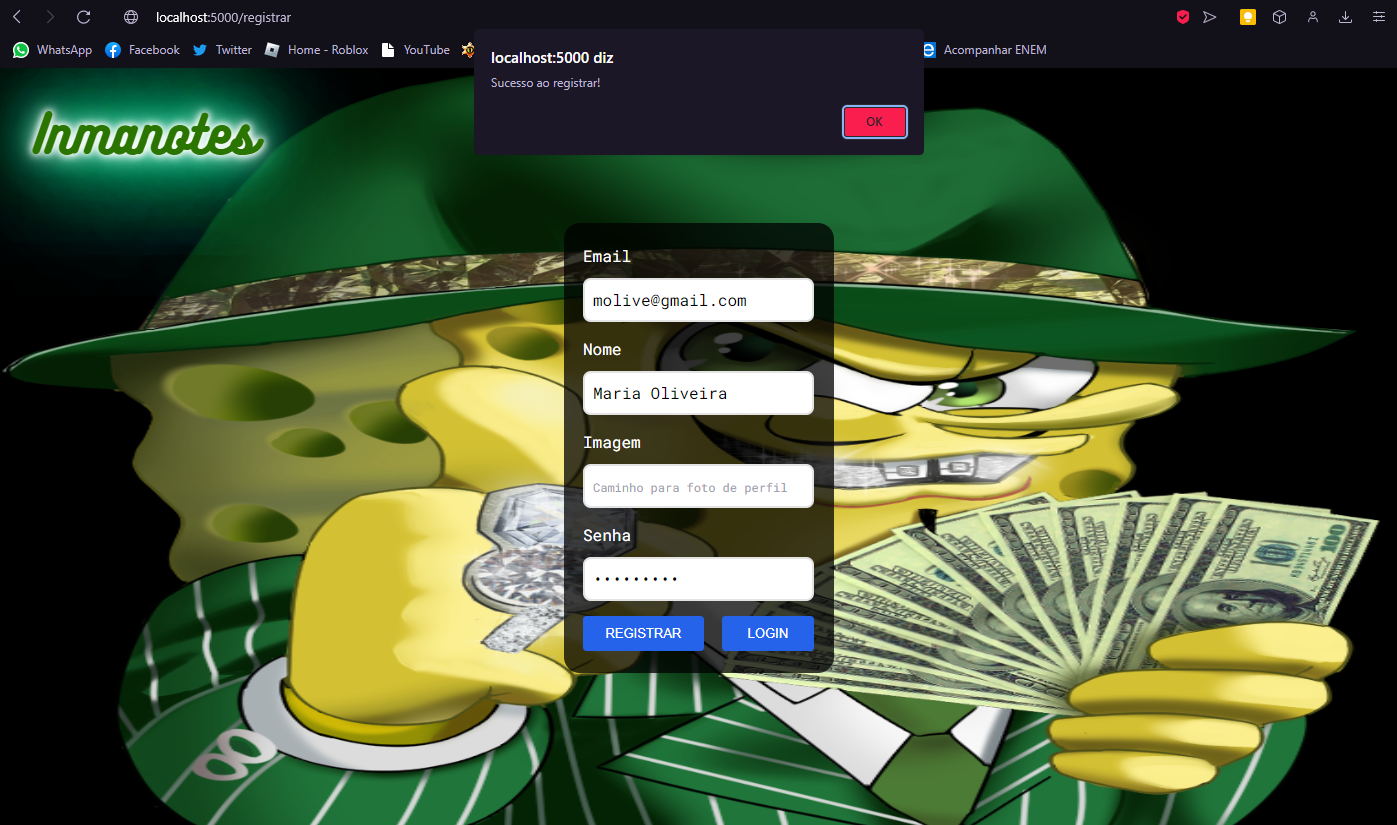 localhost:5000/registrar
WhatsApp
Facebook
Twitter
Home - Roblox
YouTube
Acompanhar ENEM
localhost:5000 diz
Sucesso ao registrar!
OK
Inmanotes
Email
molive@gmail.com
Nome
Maria Oliveira
Imagem
Caminho para foto de perfil
Senha
REGISTRAR
LOGIN
100